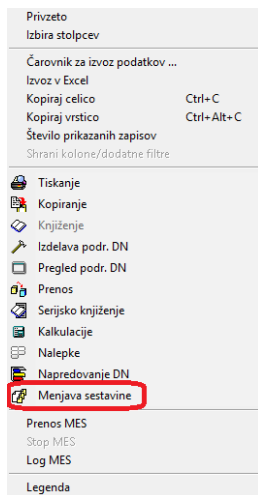 Privzeto
Izbira stolpcev
Čarovnik za izvoz podatkov ...
Izvoz v Excel
Kopiraj celico Ctrl+C
Kopiraj vrstico Ctrl+Alt+C
Število prikazanih zapisov
Shrani kolone/dodatne filtre
Tiskanje
Kopiranje
Knjiženje
Izdelava podr. DN
Pregled podr. DN
Prenos
Serijsko knjiženje
Kalkulacije
Nalepke
Napredovanje DN
Menjava sestavine
Prenos MES
Stop MES
Log MES
Legenda